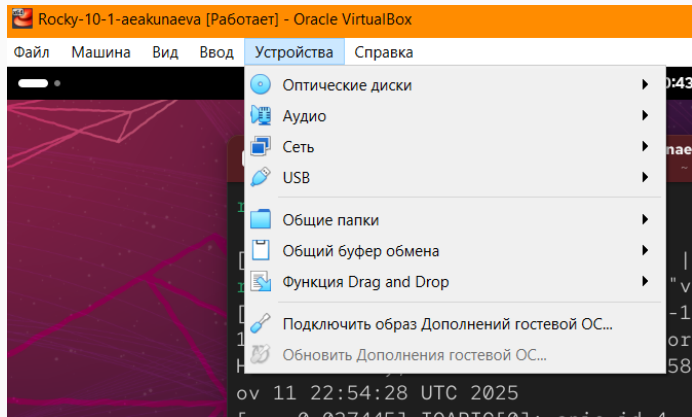 Rocky-10-1-aeakunaeva [Работает] - Oracle VirtualBox
Файл Машина Вид Ввод Устройства Справка
Оптические диски
Аудио
Сеть
USB
Общие папки
Общий буфер обмена
Функция Drag and Drop
Подключить образ Дополнений гостевой ОС...
Обновить Дополнения гостевой ОС...
ov 11 22:54:28 UTC 2025